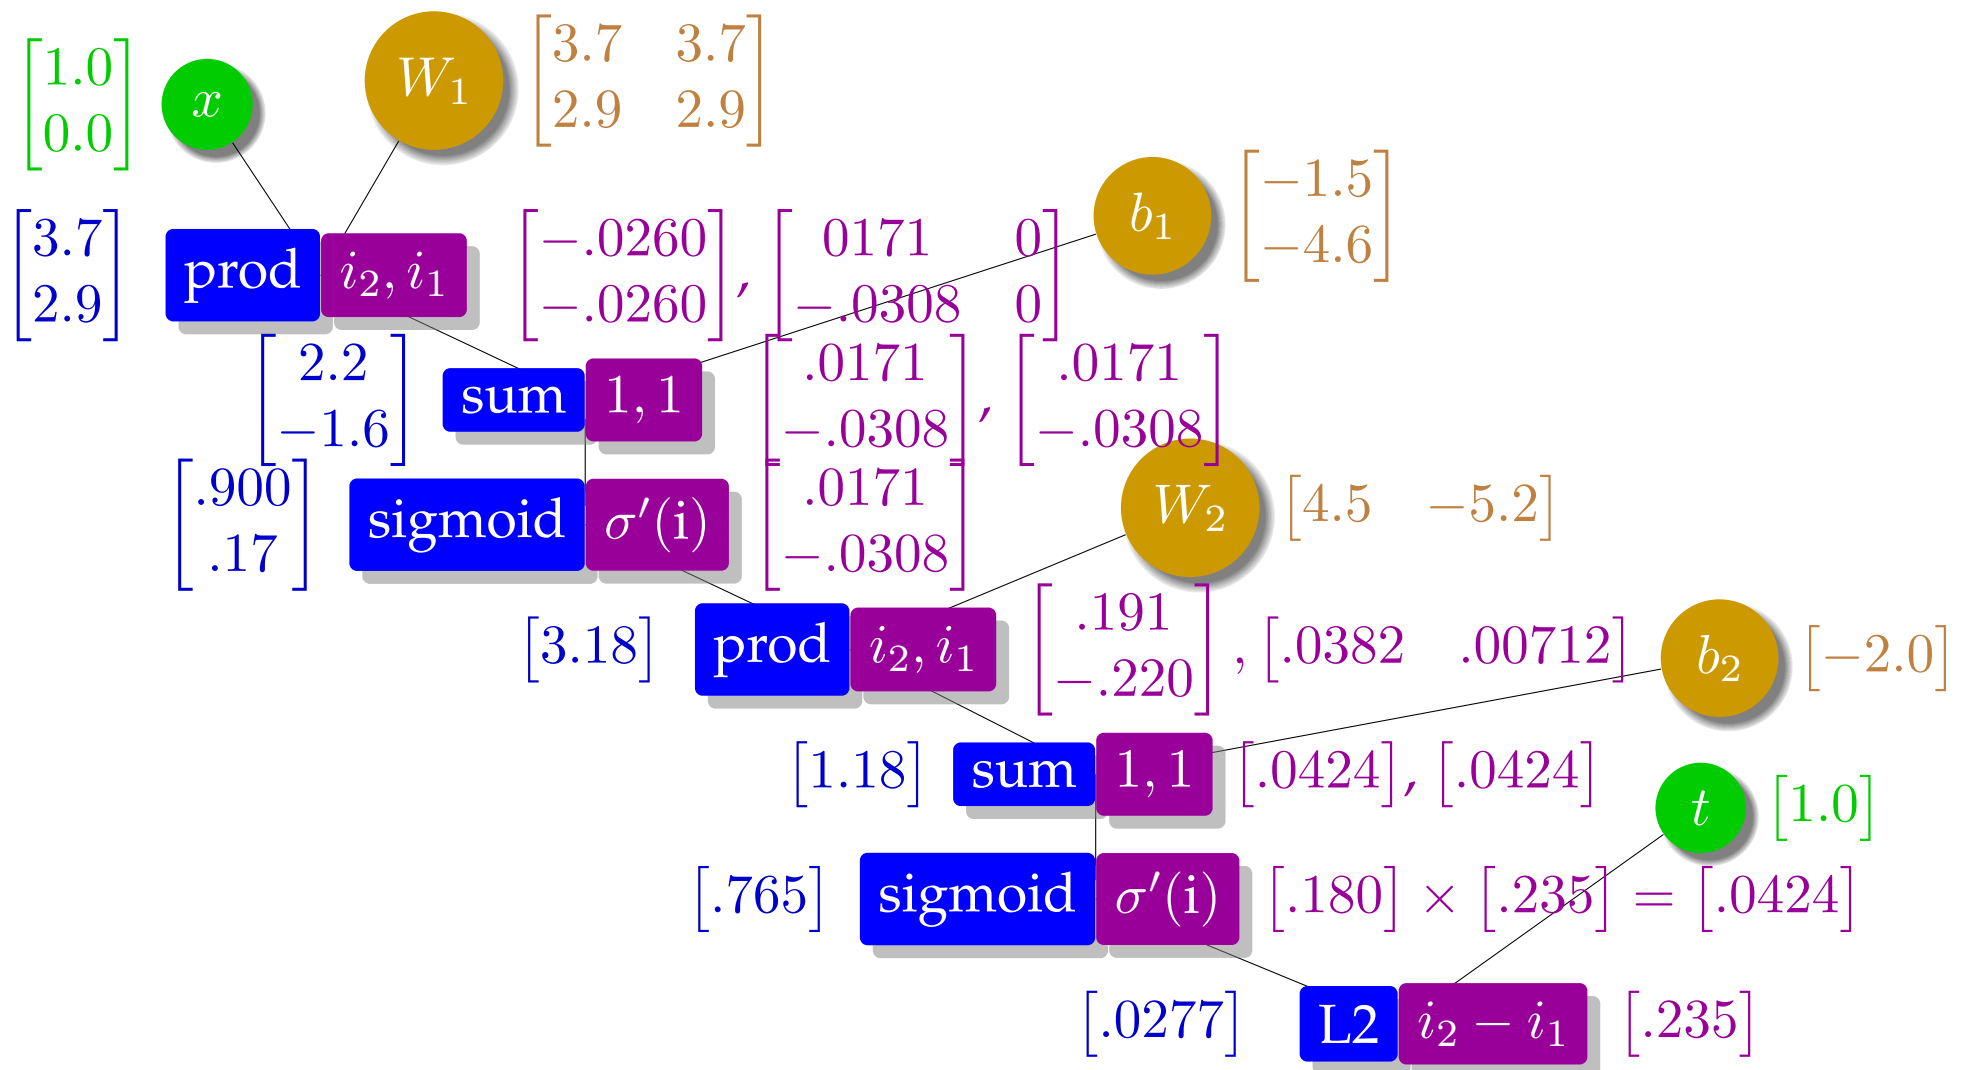 [1.0 0.0] x W₁ [3.7 3.7 2.9 2.9]
[3.7 2.9] prod i₂, i₁ [−.0260 −.0260], [0171 0 −.0308 0] b₁ [−1.5 −4.6]
[2.2 −1.6] sum 1, 1 [.0171 −.0308], [.0171 −.0308]
[.900 .17] sigmoid σ′(i) [.0171 −.0308] W₂ [4.5 −5.2]
[3.18] prod i₂, i₁ [.191 −.220], [.0382 .00712] b₂ [−2.0]
[1.18] sum 1, 1 [.0424], [.0424] t [1.0]
[.765] sigmoid σ′(i) [.180] × [.235] = [.0424]
[.0277] L2 i₂ − i₁ [.235]